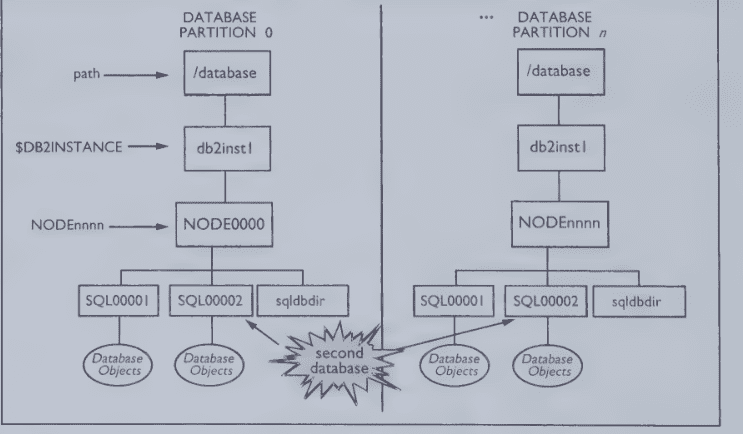 DATABASE
PARTITION 0
... DATABASE
PARTITION n
path
/database
/database
$DB2INSTANCE
db2inst1
db2inst1
NODEnnnn
NODE0000
NODEnnnn
SQL00001
SQL00002
sqldbdir
SQL00001
SQL00002
sqldbdir
Database
Objects
Database
Objects
second
database
Database
Objects
Database
Objects